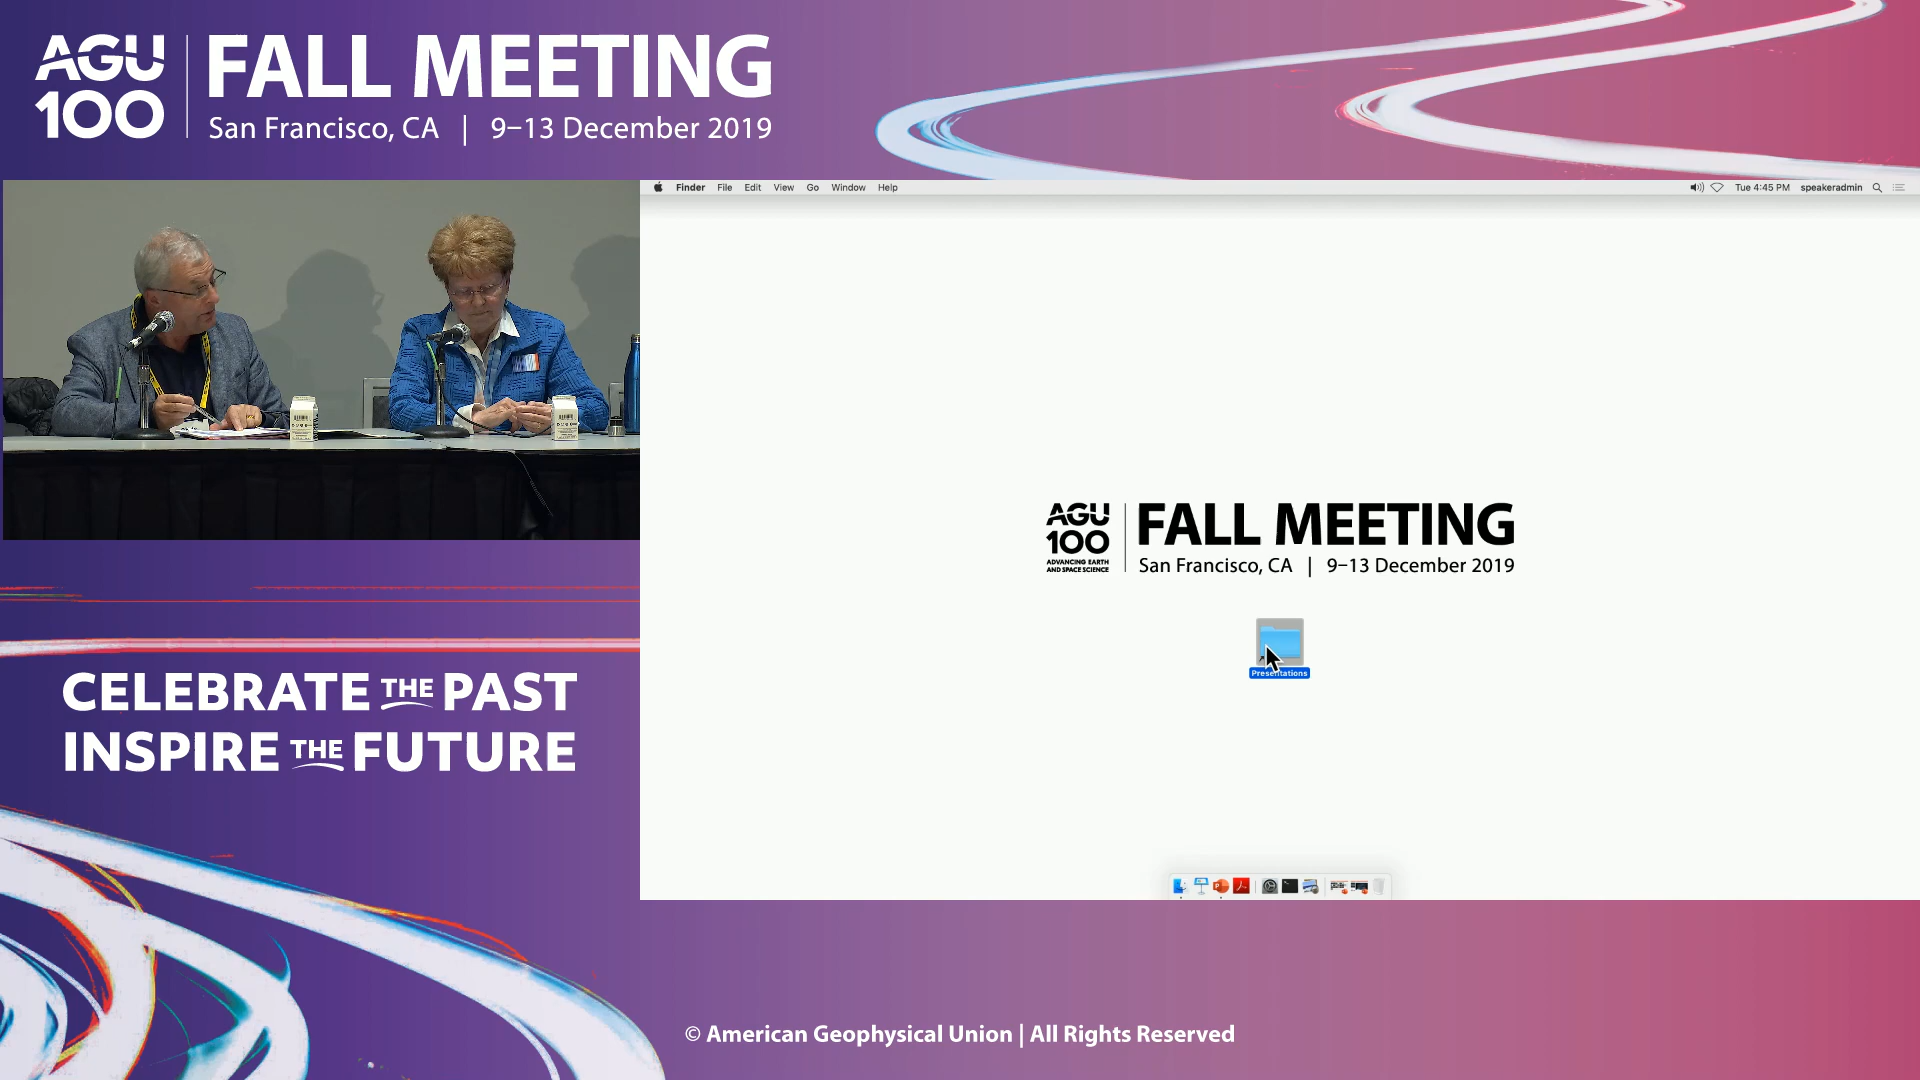 AGU
100
FALL MEETING
San Francisco, CA | 9–13 December 2019
Finder File Edit View Go Window Help
Tue 4:45 PM speakeradmin
AGU
100
ADVANCING EARTH
AND SPACE SCIENCE
FALL MEETING
San Francisco, CA | 9–13 December 2019
Presentations
CELEBRATE THE PAST
INSPIRE THE FUTURE
© American Geophysical Union | All Rights Reserved